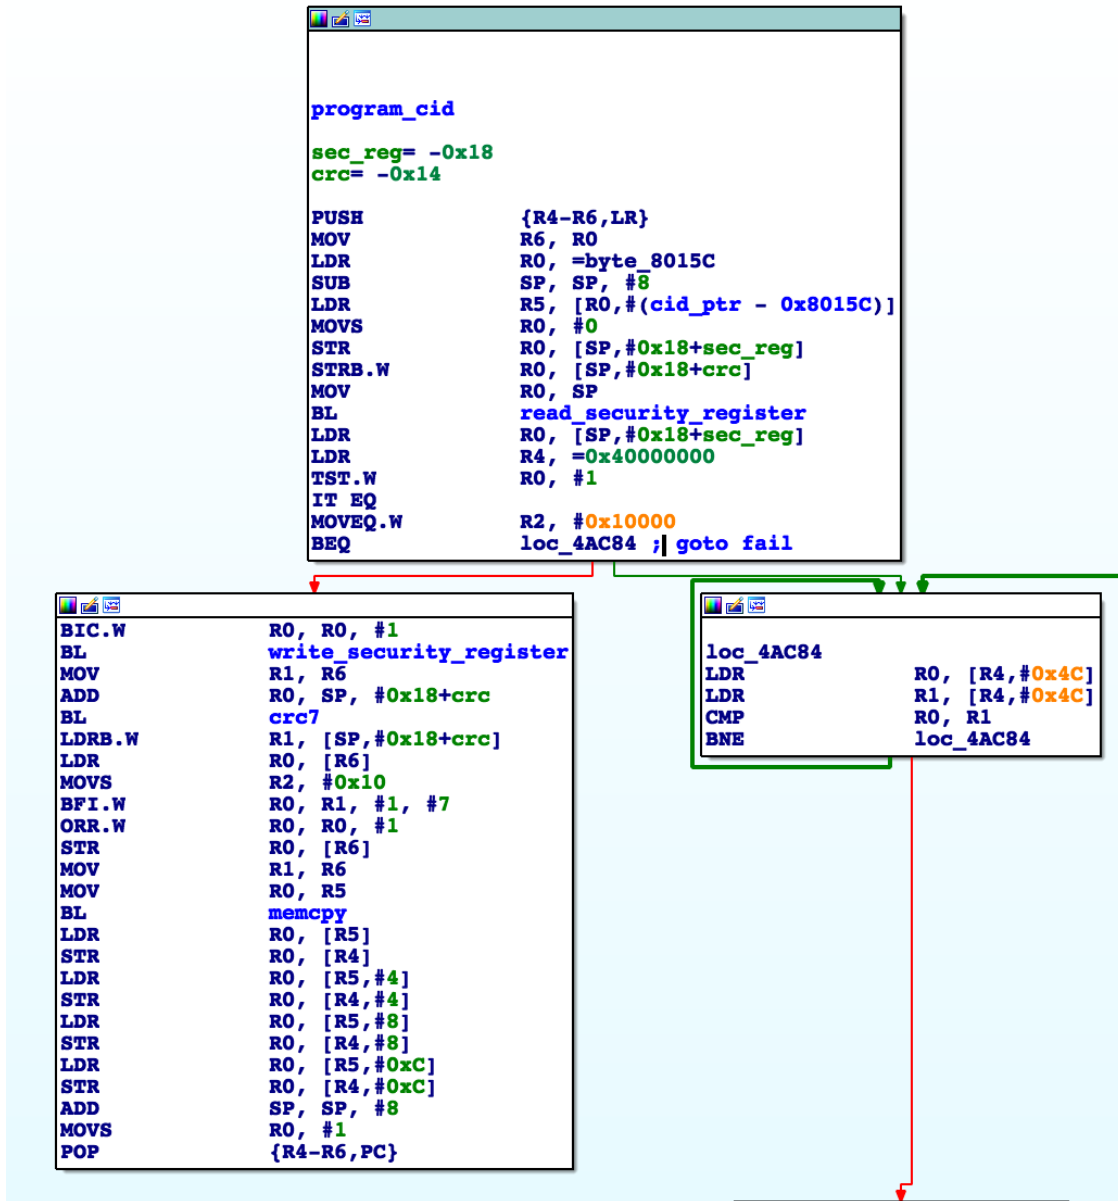 program_cid
sec_reg= -0x18
crc= -0x14
PUSH {R4-R6,LR}
MOV R6, R0
LDR R0, =byte_8015C
SUB SP, SP, #8
LDR R5, [R0,#(cid_ptr - 0x8015C)]
MOVS R0, #0
STR R0, [SP,#0x18+sec_reg]
STRB.W R0, [SP,#0x18+crc]
MOV R0, SP
BL read_security_register
LDR R0, [SP,#0x18+sec_reg]
LDR R4, =0x40000000
TST.W R0, #1
IT EQ
MOVEQ.W R2, #0x10000
BEQ loc_4AC84 ; goto fail
BIC.W R0, R0, #1
BL write_security_register
MOV R1, R6
ADD R0, SP, #0x18+crc
BL crc7
LDRB.W R1, [SP,#0x18+crc]
LDR R0, [R6]
MOVS R2, #0x10
BFI.W R0, R1, #1, #7
ORR.W R0, R0, #1
STR R0, [R6]
MOV R1, R6
MOV R0, R5
BL memcpy
LDR R0, [R5]
STR R0, [R4]
LDR R0, [R5,#4]
STR R0, [R4,#4]
LDR R0, [R5,#8]
STR R0, [R4,#8]
LDR R0, [R5,#0xC]
STR R0, [R4,#0xC]
ADD SP, SP, #8
MOVS R0, #1
POP {R4-R6,PC}
loc_4AC84
LDR R0, [R4,#0x4C]
LDR R1, [R4,#0x4C]
CMP R0, R1
BNE loc_4AC84